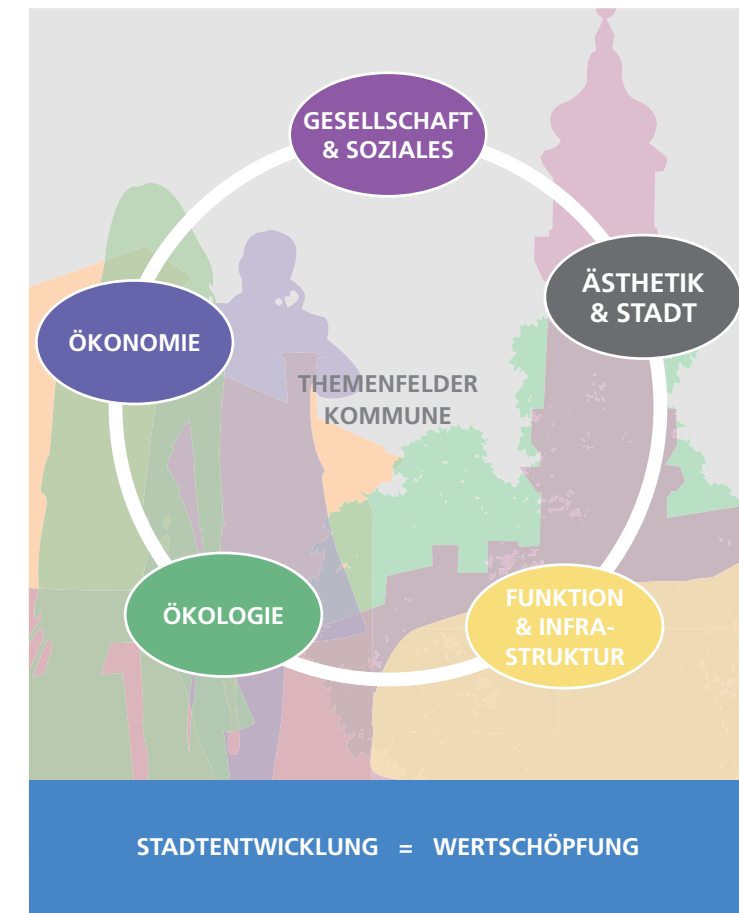 GESELLSCHAFT
& SOZIALES
ÄSTHETIK
& STADT
ÖKONOMIE
THEMENFELDER
KOMMUNE
ÖKOLOGIE
FUNKTION
& INFRA-
STRUKTUR
STADTENTWICKLUNG = WERTSCHÖPFUNG